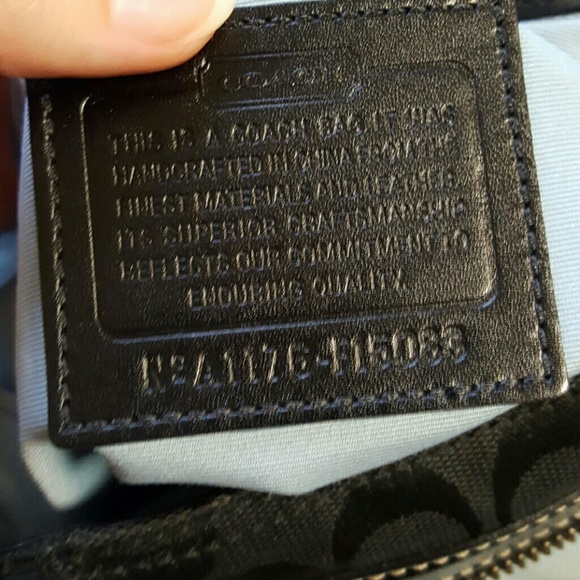 COACH
THIS IS A COACH BAG. IT WAS
HANDCRAFTED IN CHINA FROM THE
FINEST MATERIALS AND LEATHER.
ITS SUPERIOR CRAFTSMANSHIP
REFLECTS OUR COMMITMENT TO
ENDURING QUALITY.
Nº A1176-F15063